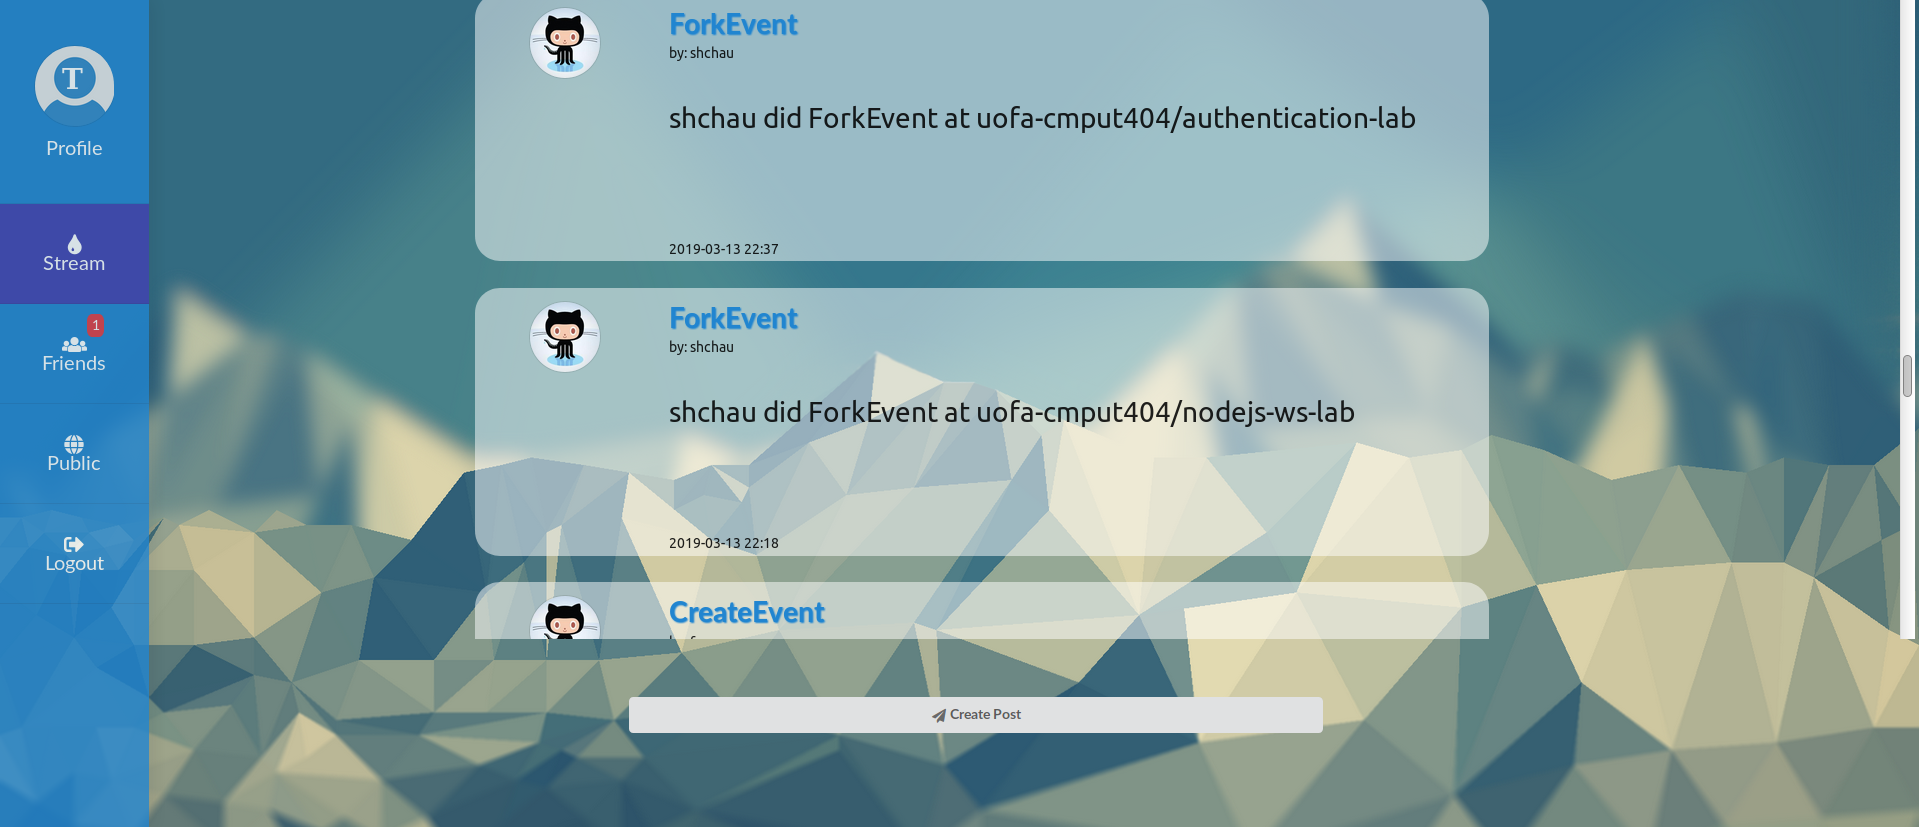 T
Profile
Stream
1
Friends
Public
Logout
ForkEvent
by: shchau
shchau did ForkEvent at uofa-cmput404/authentication-lab
2019-03-13 22:37
ForkEvent
by: shchau
shchau did ForkEvent at uofa-cmput404/nodejs-ws-lab
2019-03-13 22:18
CreateEvent
Create Post